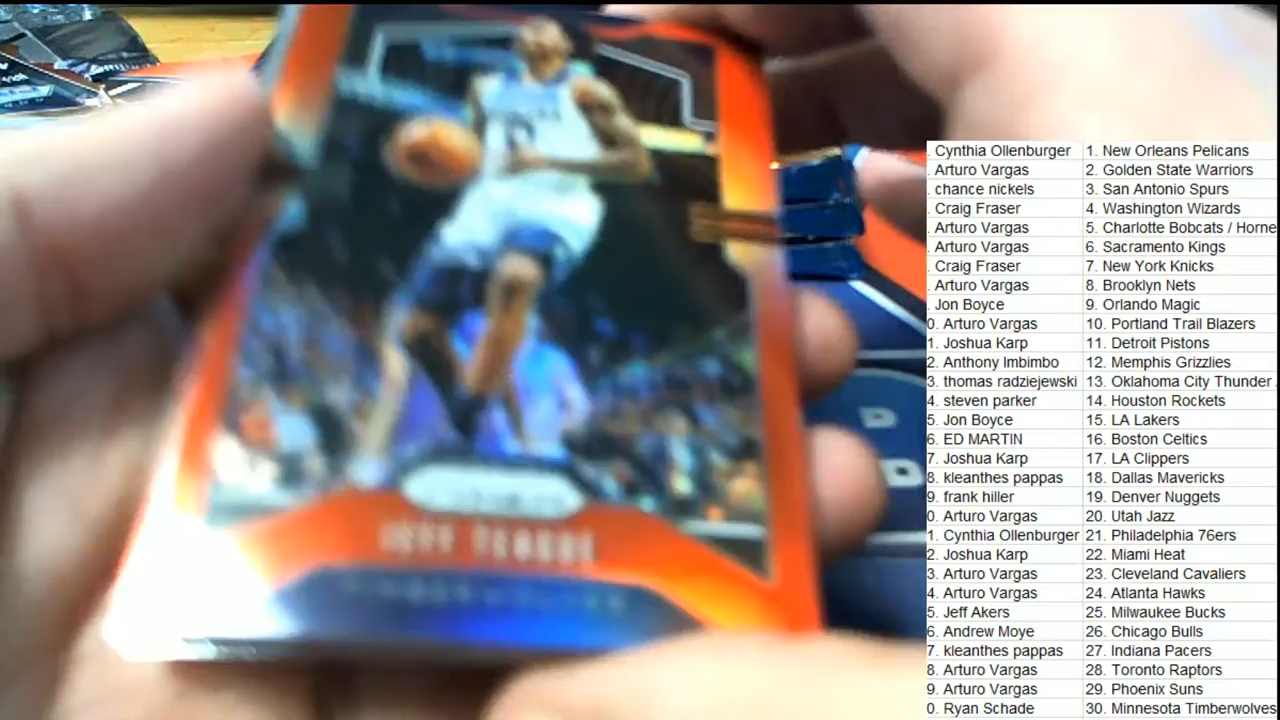 . Cynthia Ollenburger 1. New Orleans Pelicans
. Arturo Vargas 2. Golden State Warriors
. chance nickels 3. San Antonio Spurs
. Craig Fraser 4. Washington Wizards
. Arturo Vargas 5. Charlotte Bobcats / Horne
. Arturo Vargas 6. Sacramento Kings
. Craig Fraser 7. New York Knicks
. Arturo Vargas 8. Brooklyn Nets
. Jon Boyce 9. Orlando Magic
0. Arturo Vargas 10. Portland Trail Blazers
1. Joshua Karp 11. Detroit Pistons
2. Anthony Imbimbo 12. Memphis Grizzlies
3. thomas radziejewski 13. Oklahoma City Thunder
4. steven parker 14. Houston Rockets
5. Jon Boyce 15. LA Lakers
6. ED MARTIN 16. Boston Celtics
7. Joshua Karp 17. LA Clippers
8. kleanthes pappas 18. Dallas Mavericks
9. frank hiller 19. Denver Nuggets
0. Arturo Vargas 20. Utah Jazz
1. Cynthia Ollenburger 21. Philadelphia 76ers
2. Joshua Karp 22. Miami Heat
3. Arturo Vargas 23. Cleveland Cavaliers
4. Arturo Vargas 24. Atlanta Hawks
5. Jeff Akers 25. Milwaukee Bucks
6. Andrew Moye 26. Chicago Bulls
7. kleanthes pappas 27. Indiana Pacers
8. Arturo Vargas 28. Toronto Raptors
9. Arturo Vargas 29. Phoenix Suns
0. Ryan Schade 30. Minnesota Timberwolves